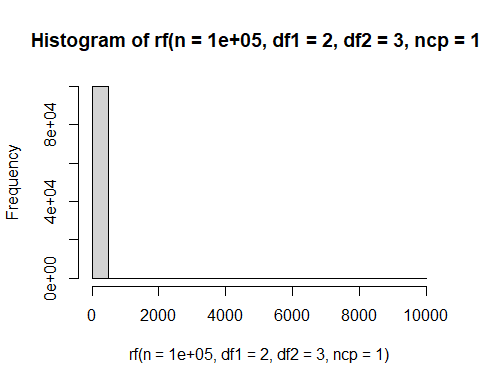 Histogram of rf(n = 1e+05, df1 = 2, df2 = 3, ncp = 1
Frequency
8e+04
4e+04
0e+00
0 2000 4000 6000 8000 10000
rf(n = 1e+05, df1 = 2, df2 = 3, ncp = 1)